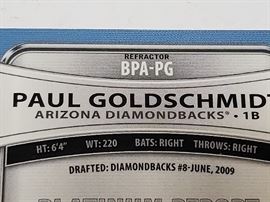 REFRACTOR
BPA-PG
PAUL GOLDSCHMIDT
ARIZONA DIAMONDBACKS® • 1B
HT: 6'4" WT: 220 BATS: RIGHT THROWS: RIGHT
DRAFTED: DIAMONDBACKS #8-JUNE, 2009